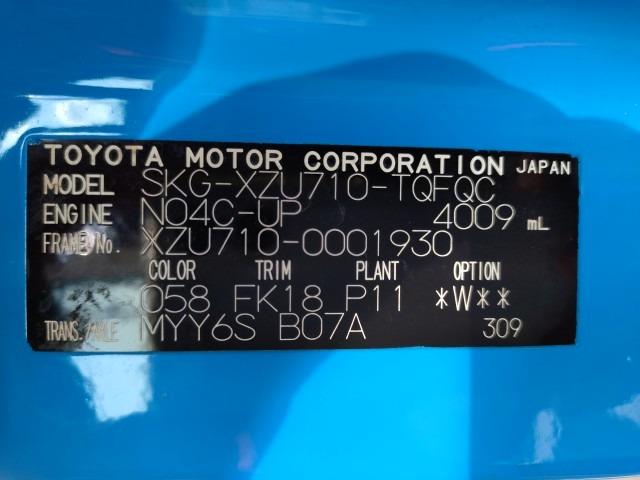 TOYOTA MOTOR CORPORATION JAPAN
MODEL SKG-XZU710-TQFQC
ENGINE N04C-UP 4009 mL
FRAME No. XZU710-0001930
COLOR TRIM PLANT OPTION
058 FK18 P11 *W**
TRANS./AXLE MYY6S B07A 309